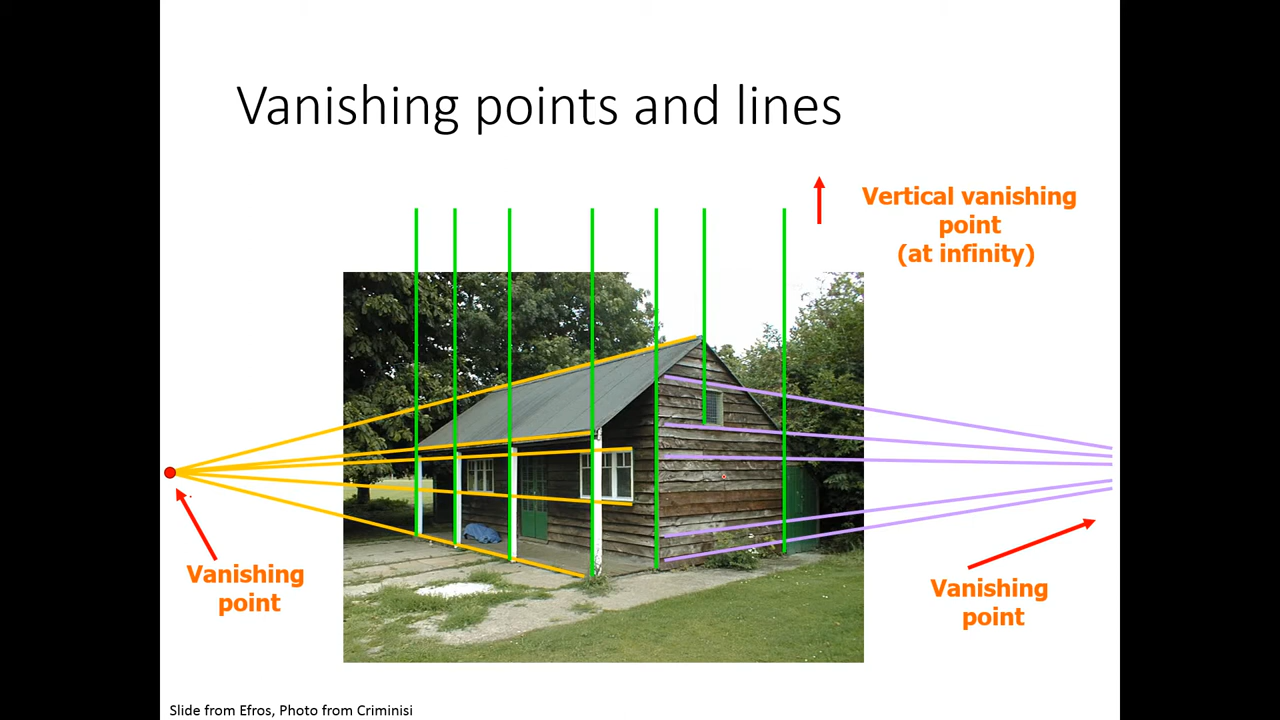 Vanishing points and lines
Vertical vanishing
point
(at infinity)
Vanishing
point
Vanishing
point
Slide from Efros, Photo from Criminisi